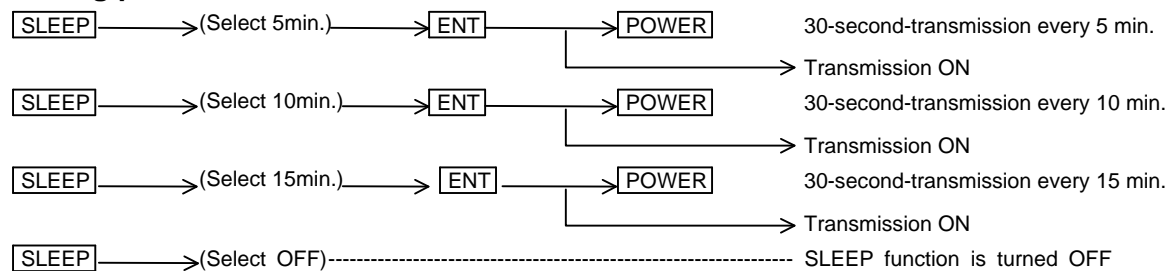 SLEEP (Select 5min.) ENT POWER 30-second-transmission every 5 min.
Transmission ON
SLEEP (Select 10min.) ENT POWER 30-second-transmission every 10 min.
Transmission ON
SLEEP (Select 15min.) ENT POWER 30-second-transmission every 15 min.
Transmission ON
SLEEP (Select OFF) SLEEP function is turned OFF